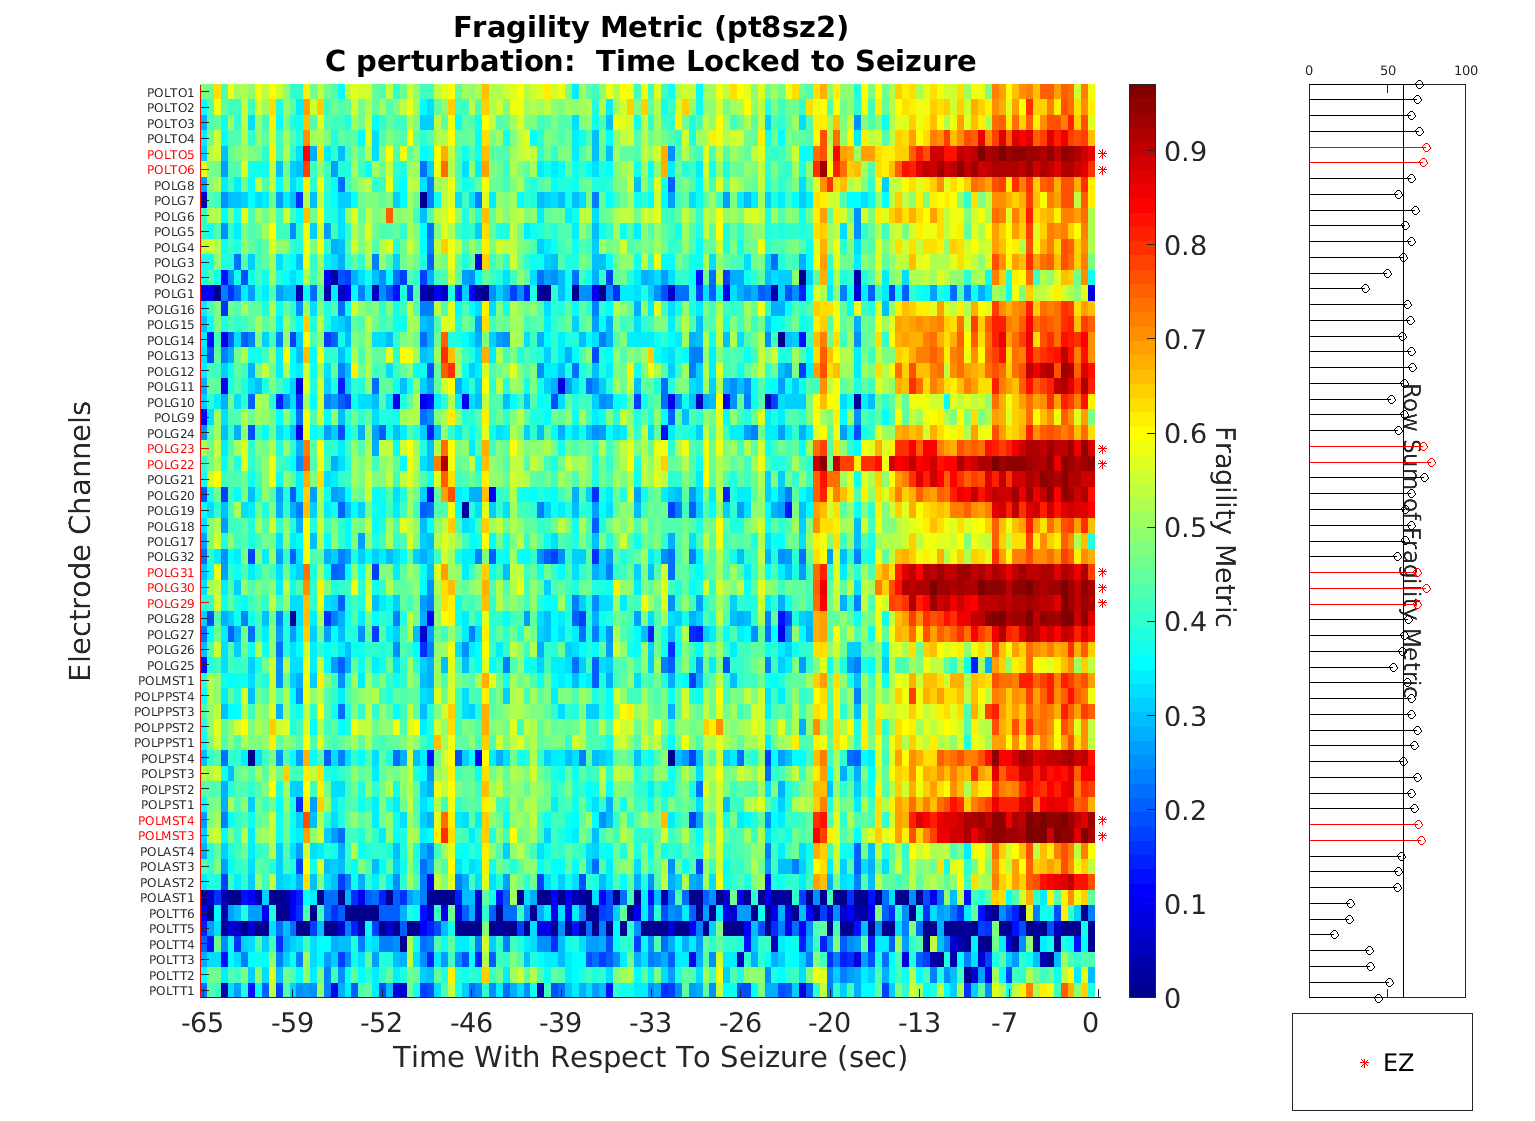 Fragility Metric (pt8sz2)
C perturbation:  Time Locked to Seizure
Electrode Channels
POLTO1
POLTO2
POLTO3
POLTO4
POLTO5
POLTO6
POLG8
POLG7
POLG6
POLG5
POLG4
POLG3
POLG2
POLG1
POLG16
POLG15
POLG14
POLG13
POLG12
POLG11
POLG10
POLG9
POLG24
POLG23
POLG22
POLG21
POLG20
POLG19
POLG18
POLG17
POLG32
POLG31
POLG30
POLG29
POLG28
POLG27
POLG26
POLG25
POLMST1
POLPPST4
POLPPST3
POLPPST2
POLPPST1
POLPST4
POLPST3
POLPST2
POLPST1
POLMST4
POLMST3
POLAST4
POLAST3
POLAST2
POLAST1
POLTT6
POLTT5
POLTT4
POLTT3
POLTT2
POLTT1
-65 -59 -52 -46 -39 -33 -26 -20 -13 -7 0
Time With Respect To Seizure (sec)
0.9
0.8
0.7
0.6
0.5
0.4
0.3
0.2
0.1
0
Fragility Metric
0 50 100
Row Sum of Fragility Metric
* EZ